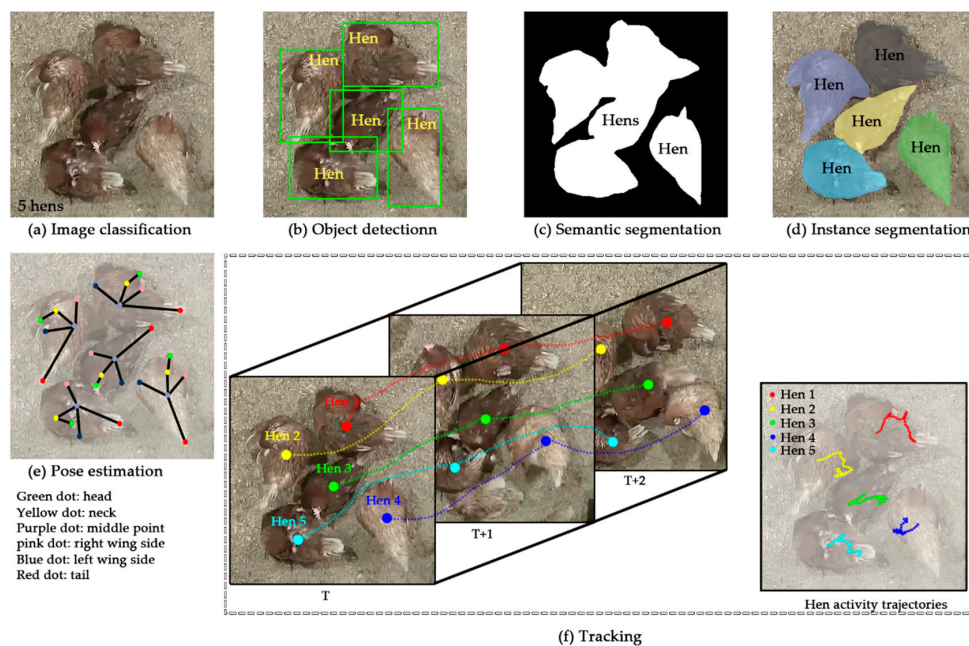 Hen
Hen
Hen
Hen
Hen
Hens
Hen
Hen
Hen
Hen
Hen
5 hens
(a) Image classification
(b) Object detectionn
(c) Semantic segmentation
(d) Instance segmentation
(e) Pose estimation
Green dot: head
Yellow dot: neck
Purple dot: middle point
pink dot: right wing side
Blue dot: left wing side
Red dot: tail
Hen 1
Hen 2
Hen 3
Hen 4
Hen 5
T
T+1
T+2
Hen 1
Hen 2
Hen 3
Hen 4
Hen 5
Hen activity trajectories
(f) Tracking